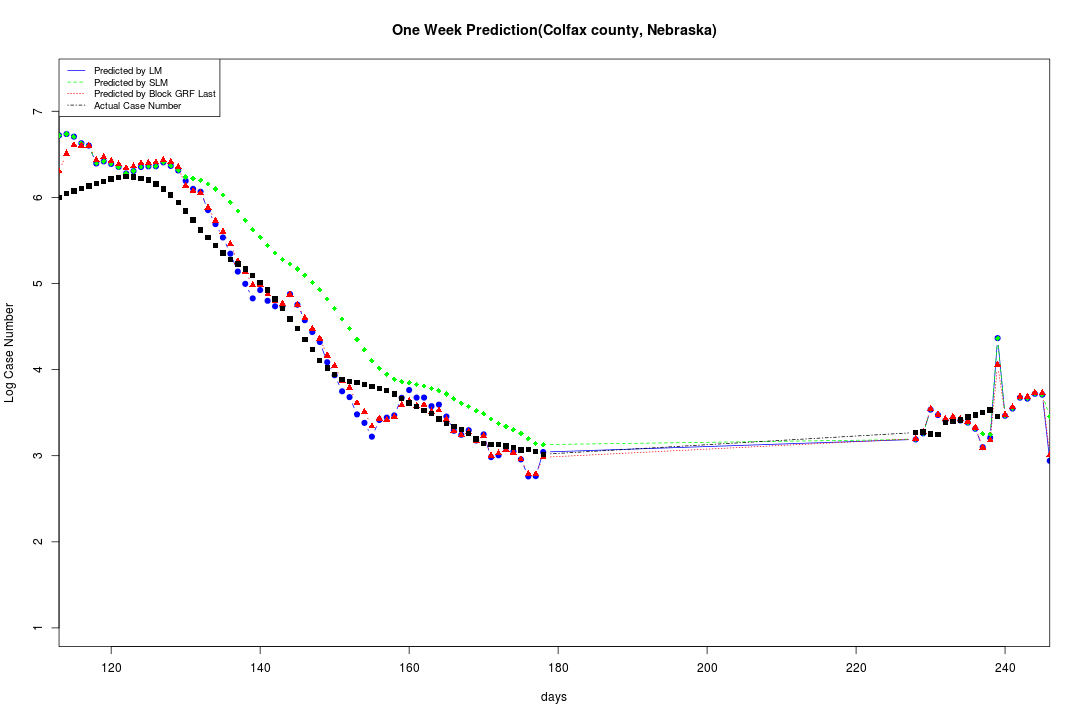 One Week Prediction(Colfax county, Nebraska)
Predicted by LM
Predicted by SLM
Predicted by Block GRF Last
Actual Case Number
Log Case Number
7
6
5
4
3
2
1
120 140 160 180 200 220 240
days